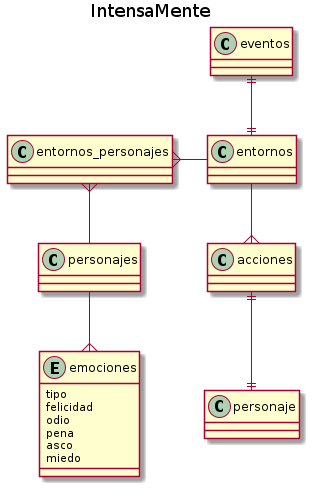 IntensaMente
C eventos
C entornos_personajes
C entornos
C personajes
C acciones
E emociones
tipo
felicidad
odio
pena
asco
miedo
C personaje